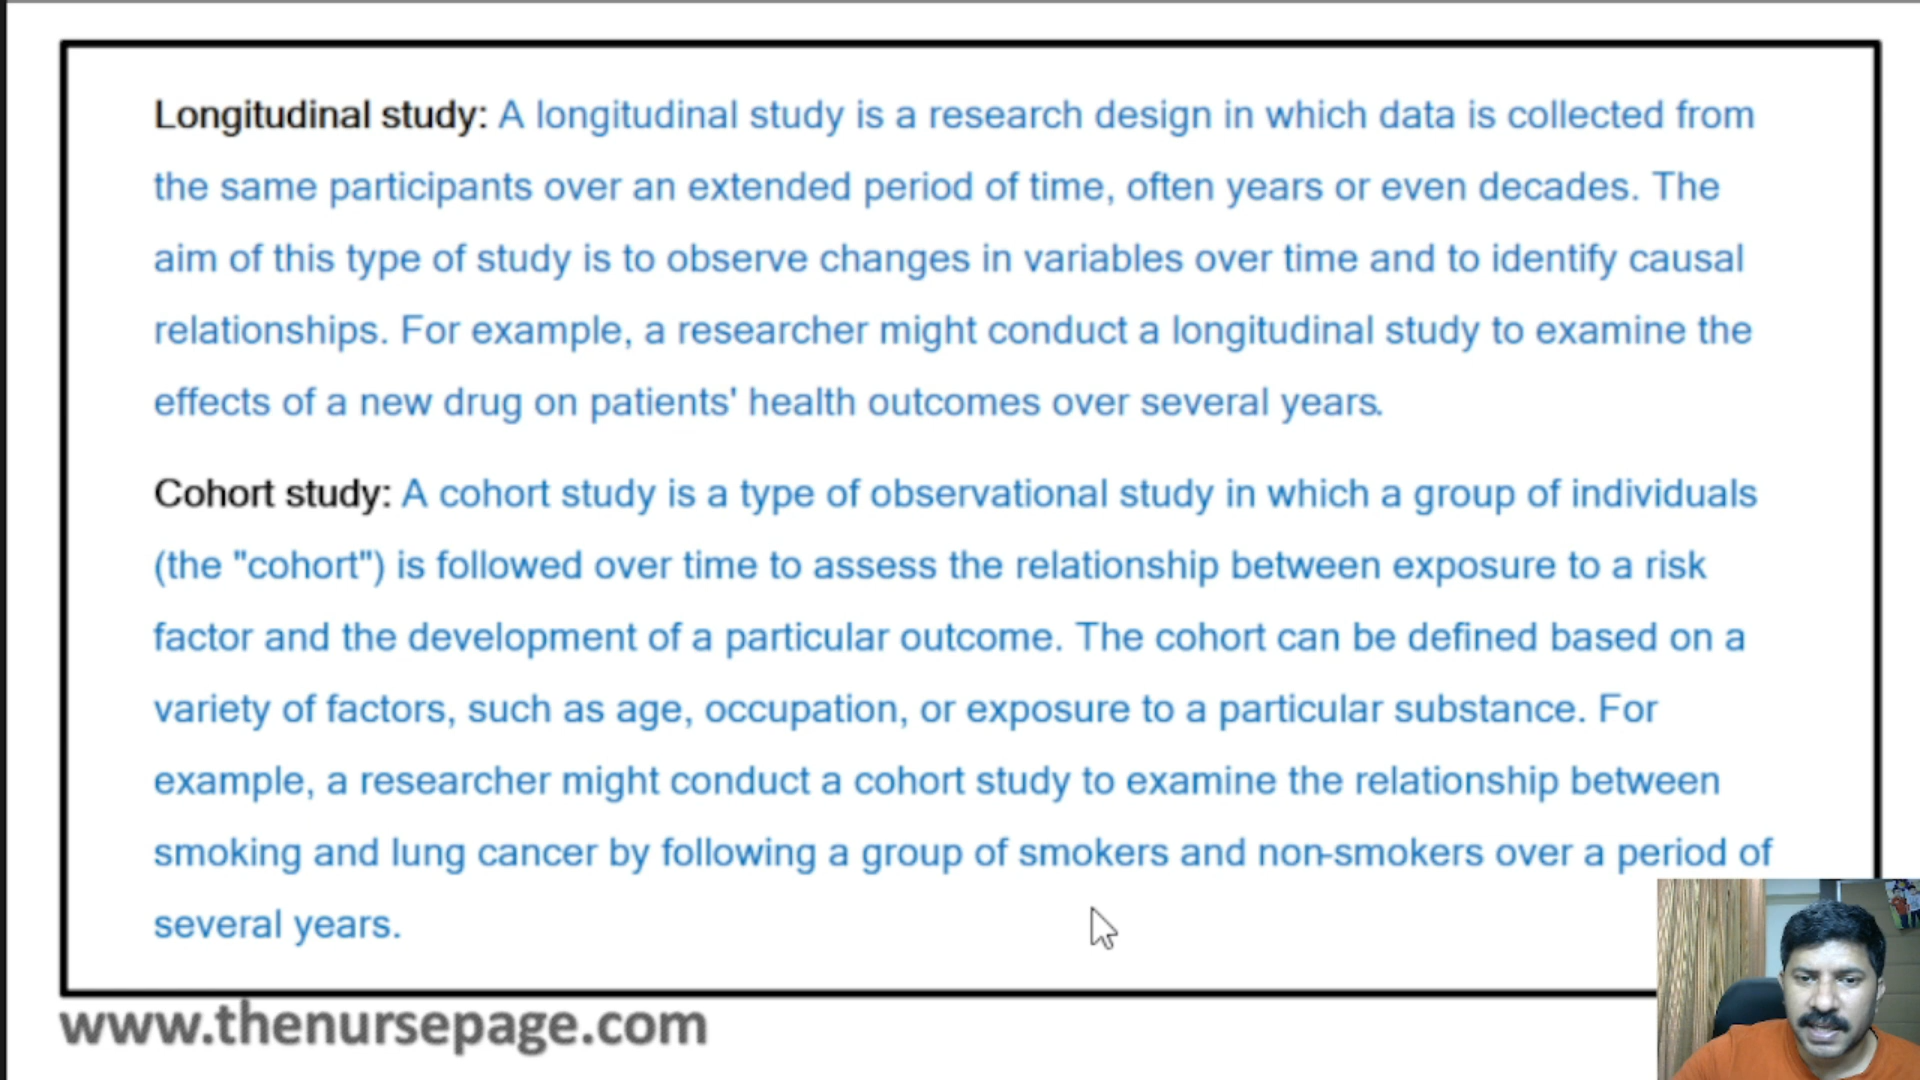 Longitudinal study: A longitudinal study is a research design in which data is collected from
the same participants over an extended period of time, often years or even decades. The
aim of this type of study is to observe changes in variables over time and to identify causal
relationships. For example, a researcher might conduct a longitudinal study to examine the
effects of a new drug on patients' health outcomes over several years.
Cohort study: A cohort study is a type of observational study in which a group of individuals
(the "cohort") is followed over time to assess the relationship between exposure to a risk
factor and the development of a particular outcome. The cohort can be defined based on a
variety of factors, such as age, occupation, or exposure to a particular substance. For
example, a researcher might conduct a cohort study to examine the relationship between
smoking and lung cancer by following a group of smokers and non-smokers over a period of
several years.
www.thenursepage.com